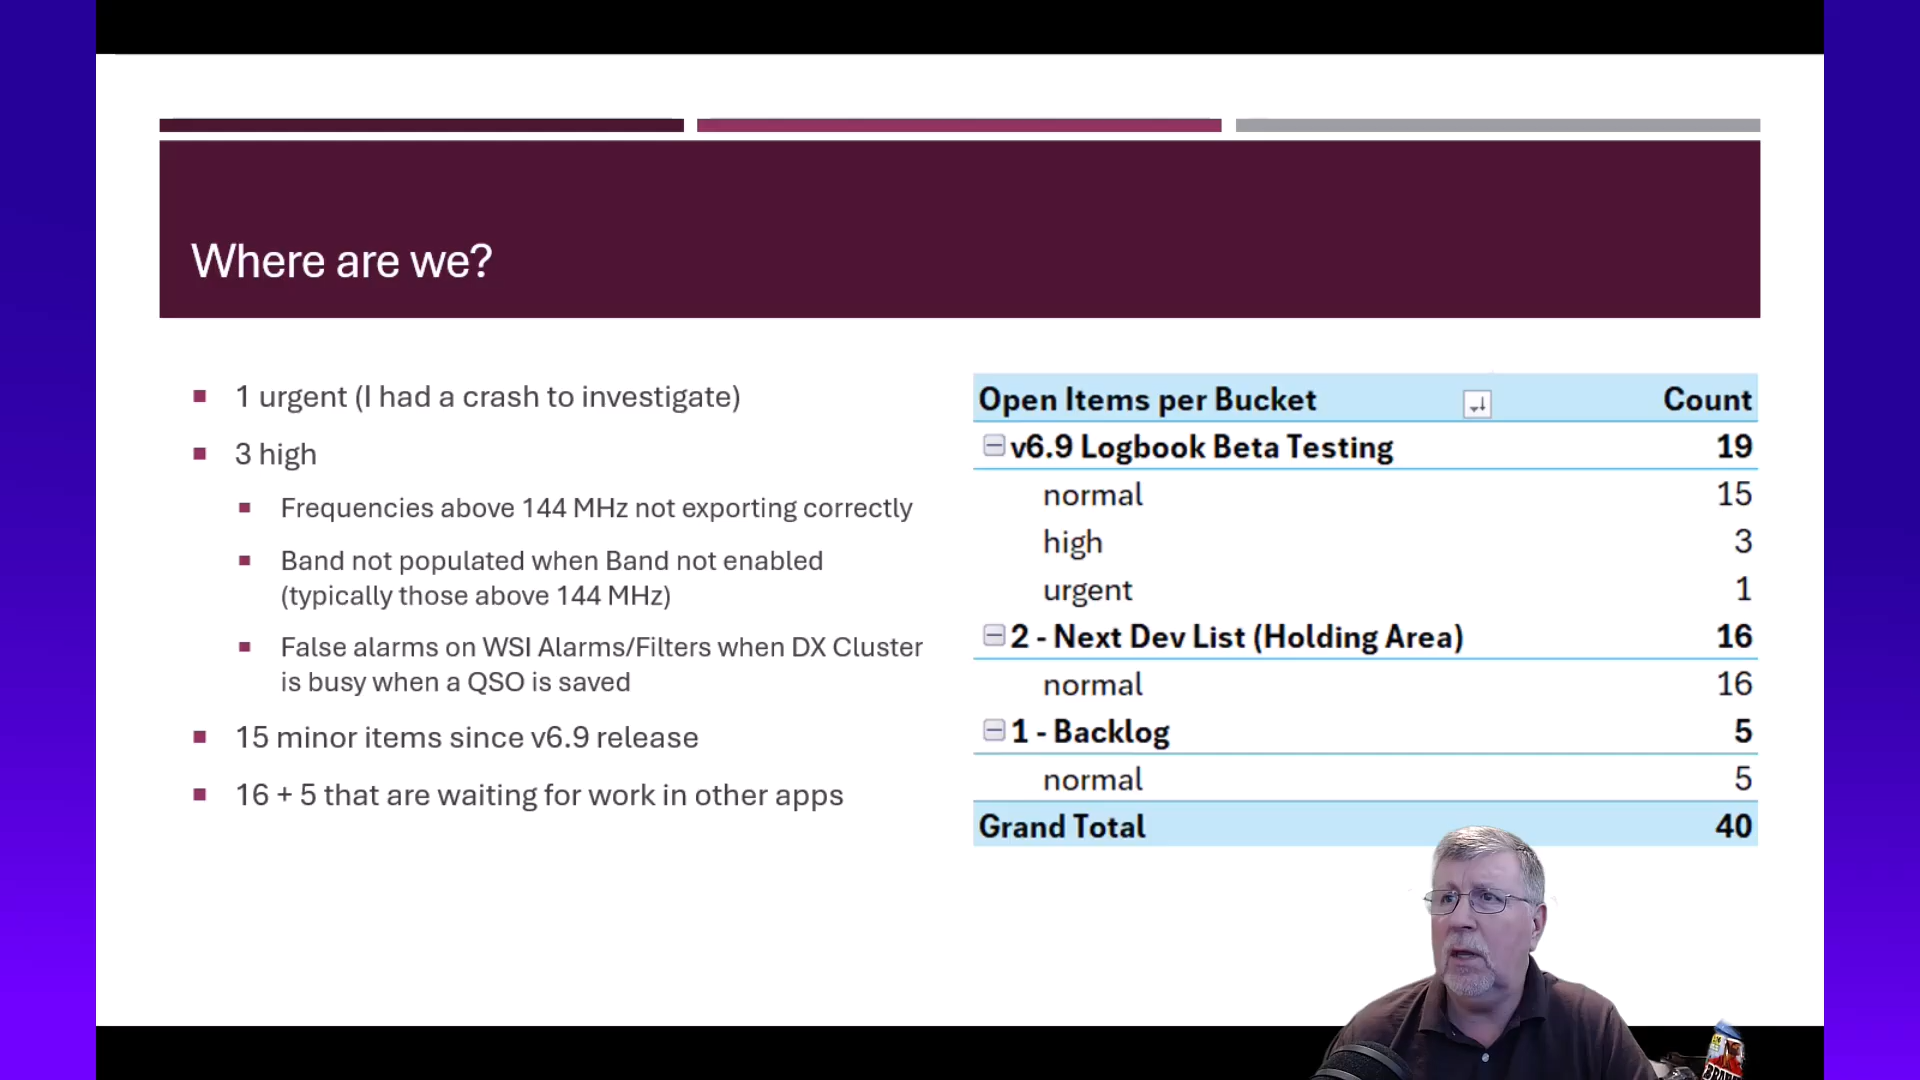 Where are we?
1 urgent (I had a crash to investigate)
3 high
Frequencies above 144 MHz not exporting correctly
Band not populated when Band not enabled
(typically those above 144 MHz)
False alarms on WSI Alarms/Filters when DX Cluster
is busy when a QSO is saved
15 minor items since v6.9 release
16 + 5 that are waiting for work in other apps
Open Items per Bucket Count
v6.9 Logbook Beta Testing 19
normal 15
high 3
urgent 1
2 - Next Dev List (Holding Area) 16
normal 16
1 - Backlog 5
normal 5
Grand Total 40